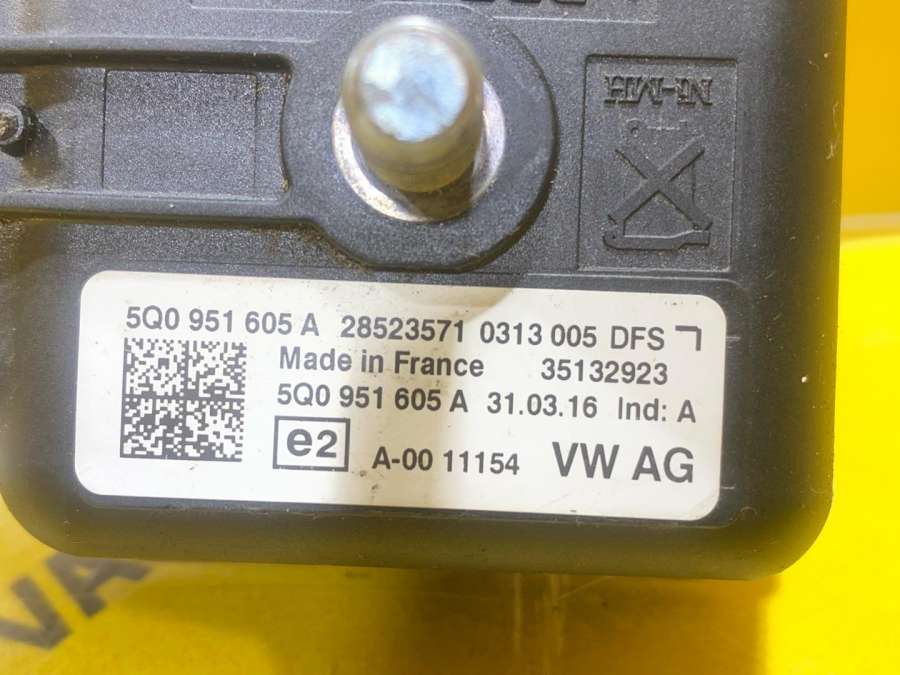 Ni-MH
5Q0 951 605 A 28523571 0313 005 DFS
Made in France 35132923
5Q0 951 605 A 31.03.16 Ind: A
e2 A-00 11154 VW AG
VA